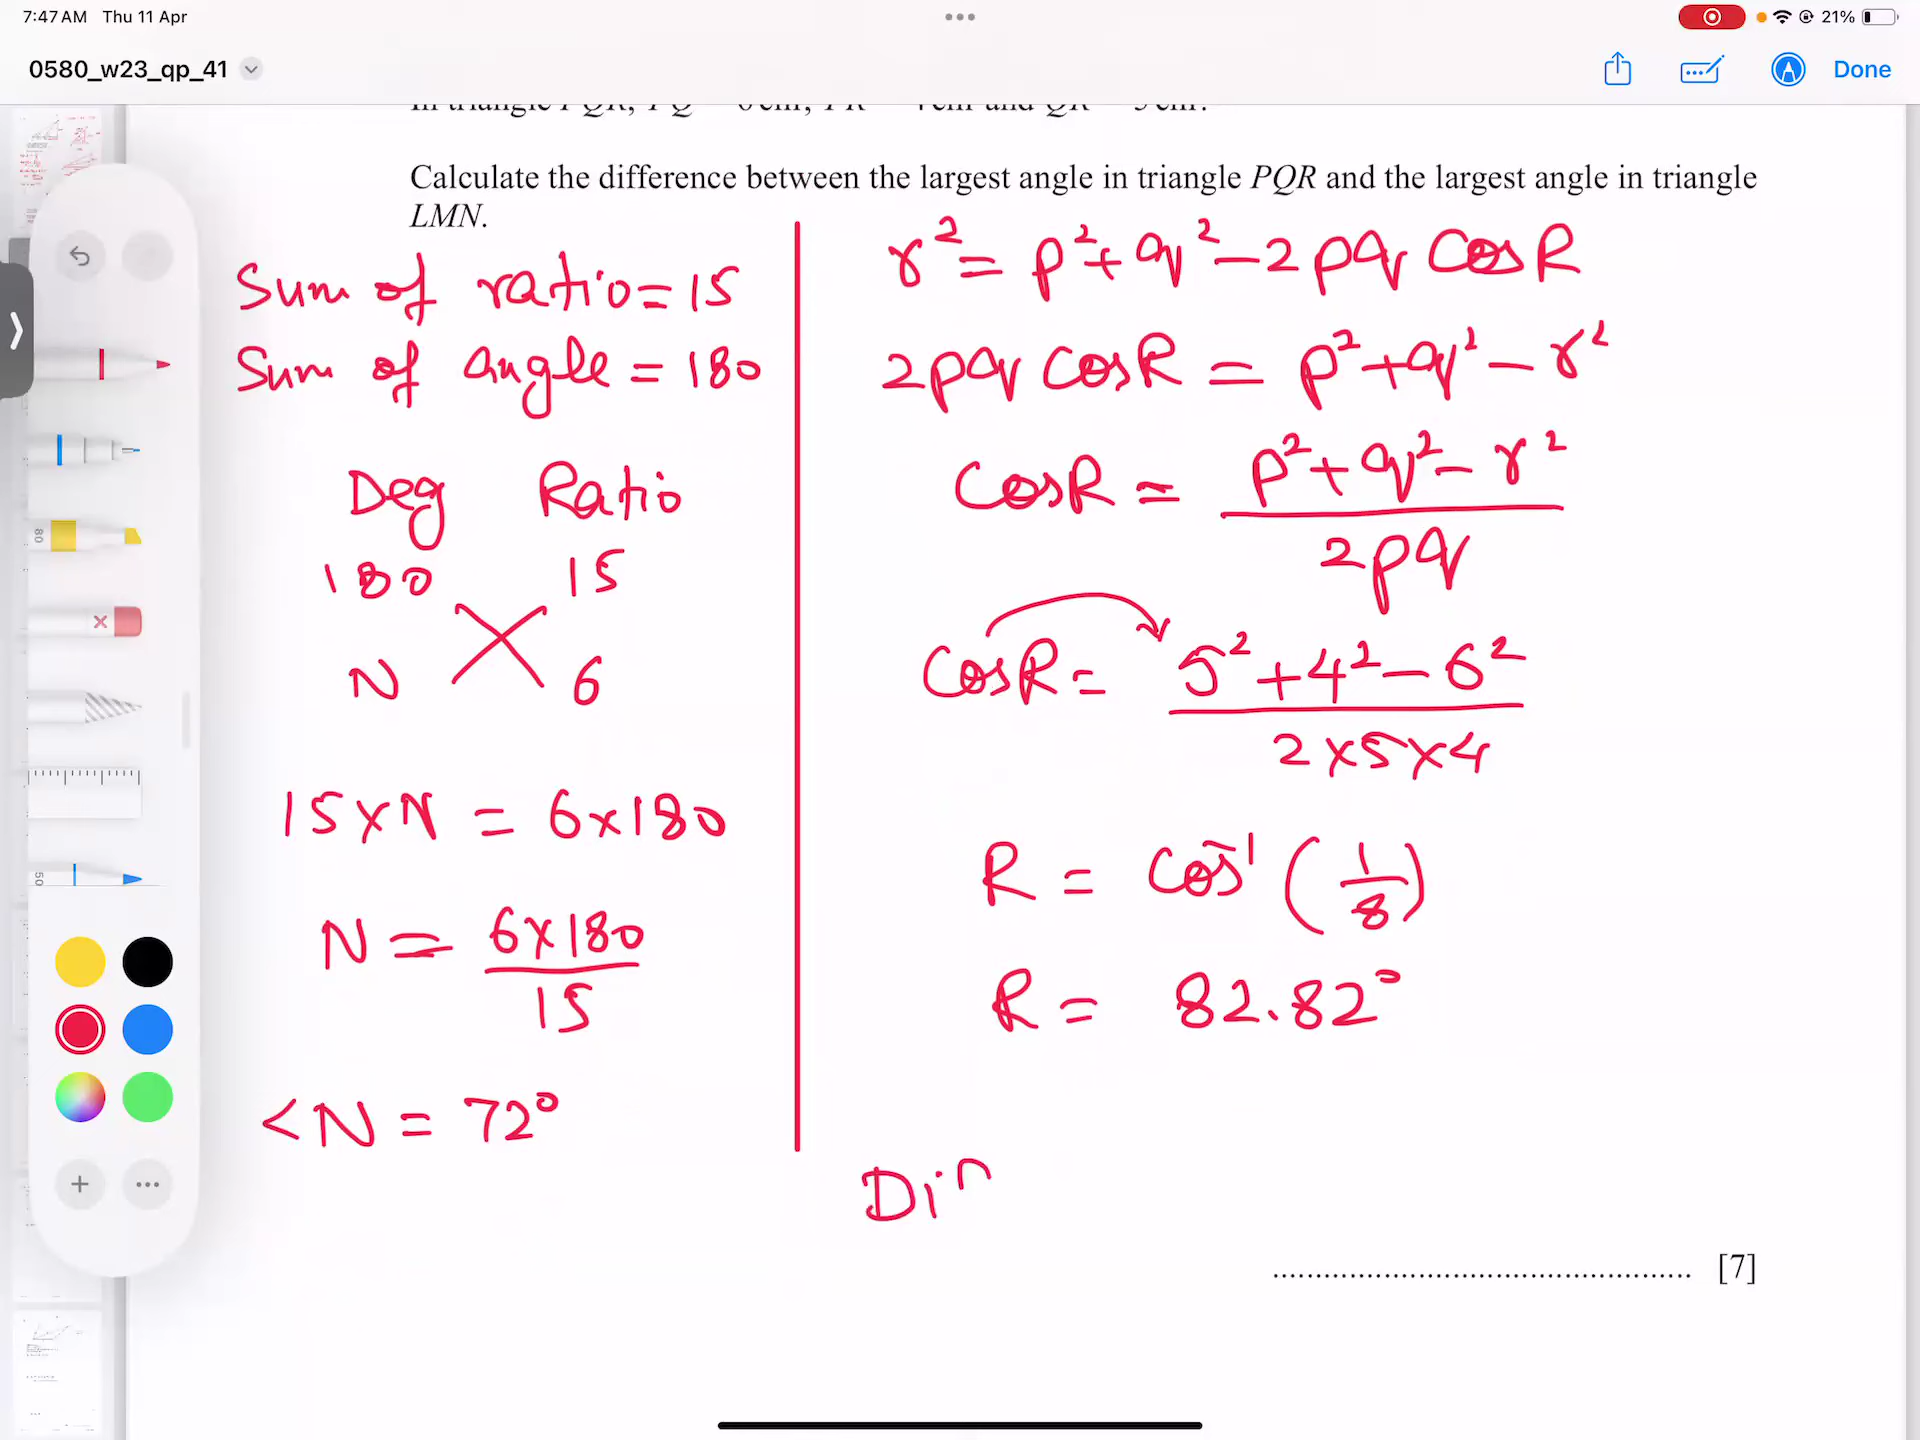 7:47 AM Thu 11 Apr
21%
0580_w23_qp_41
Done
Calculate the difference between the largest angle in triangle PQR and the largest angle in triangle
LMN.
Sum of ratio = 15
Sum of angle = 180
Deg Ratio
180 15
N 6
15×N = 6×180
N = 6×180
15
<N = 72°
r² = p²+q²−2pq cosR
2pq cosR = p²+q²−r²
cosR = p²+q²−r²
2pq
cosR = 5²+4²−6²
2×5×4
R = cos⁻¹ (1/8)
R = 82.82°
Di
[7]
80
50